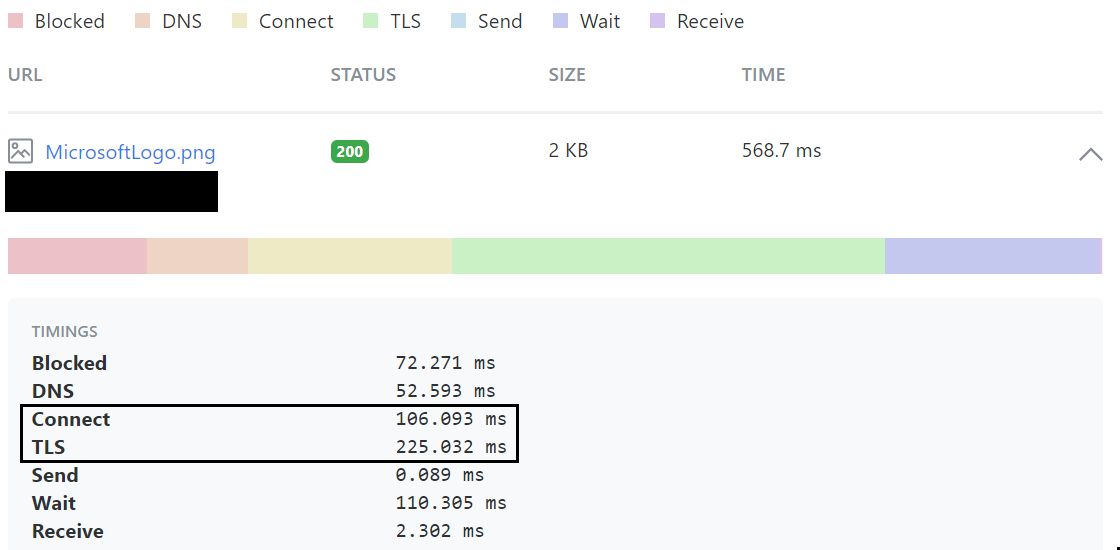 Blocked DNS Connect TLS Send Wait Receive
URL STATUS SIZE TIME
MicrosoftLogo.png 200 2 KB 568.7 ms
TIMINGS
Blocked 72.271 ms
DNS 52.593 ms
Connect 106.093 ms
TLS 225.032 ms
Send 0.089 ms
Wait 110.305 ms
Receive 2.302 ms